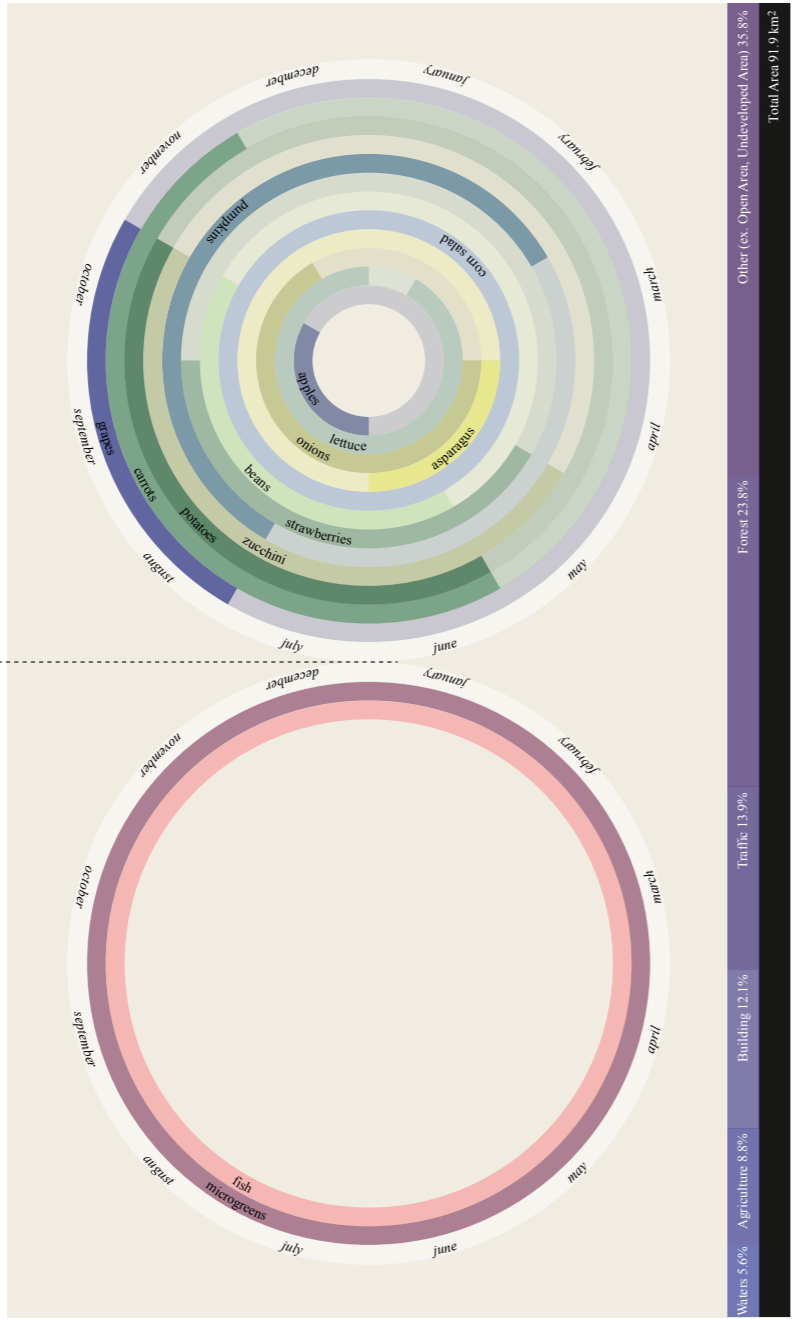 january
february
march
april
may
june
july
august
september
october
november
december
grapes
carrots
potatoes
zucchini
pumpkins
strawberries
beans
corn salad
asparagus
onions
lettuce
apples
january
february
march
april
may
june
july
august
september
october
november
december
microgreens
fish
Other (ex. Open Area, Undeveloped Area) 35.8%
Forest 23.8%
Traffic 13.9%
Building 12.1%
Agriculture 8.8%
Waters 5.6%
Total Area 91.9 km²